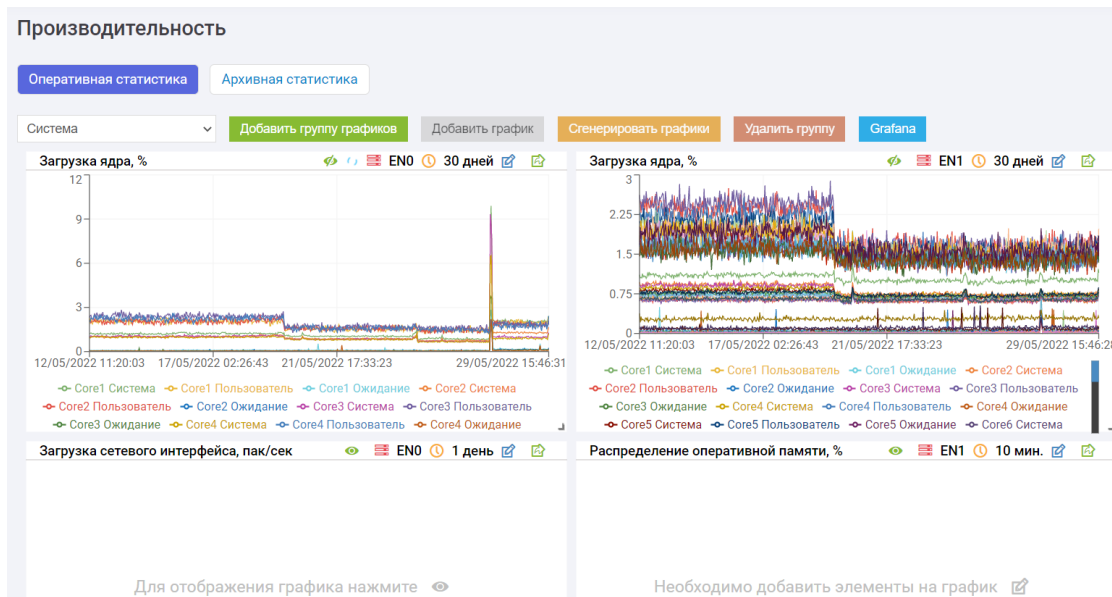 Производительность
Оперативная статистика Архивная статистика
Система Добавить группу графиков Добавить график Сгенерировать графики Удалить группу Grafana
Загрузка ядра, % EN0 30 дней
12
9
6
3
0
12/05/2022 11:20:03 17/05/2022 02:26:43 21/05/2022 17:33:23 29/05/2022 15:46:31
Core1 Система Core1 Пользователь Core1 Ожидание Core2 Система
Core2 Пользователь Core2 Ожидание Core3 Система Core3 Пользователь
Core3 Ожидание Core4 Система Core4 Пользователь Core4 Ожидание
Загрузка ядра, % EN1 30 дней
3
2.25
1.5
0.75
0
12/05/2022 11:20:03 17/05/2022 02:26:43 21/05/2022 17:33:23 29/05/2022 15:46:28
Core1 Система Core1 Пользователь Core1 Ожидание Core2 Система
Core2 Пользователь Core2 Ожидание Core3 Система Core3 Пользователь
Core3 Ожидание Core4 Система Core4 Пользователь Core4 Ожидание
Core5 Система Core5 Пользователь Core5 Ожидание Core6 Система
Загрузка сетевого интерфейса, пак/сек EN0 1 день
Для отображения графика нажмите
Распределение оперативной памяти, % EN1 10 мин.
Необходимо добавить элементы на график